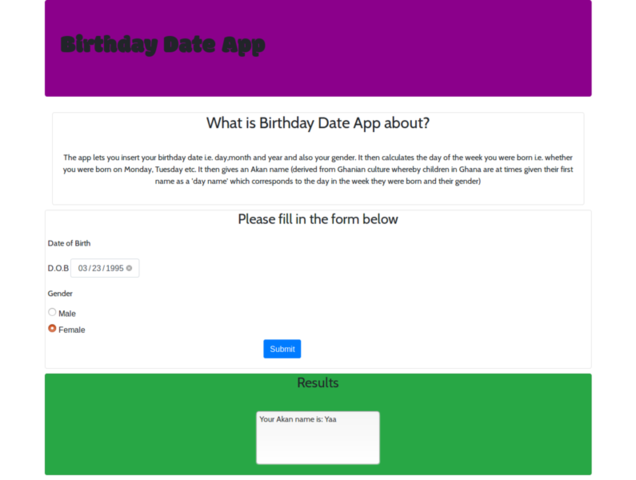 Birthday Date App
What is Birthday Date App about?
The app lets you insert your birthday date i.e. day,month and year and also your gender. It then calculates the day of the week you were born i.e. whether
you were born on Monday, Tuesday etc. It then gives an Akan name (derived from Ghanian culture whereby children in Ghana are at times given their first
name as a 'day name' which corresponds to the day in the week they were born and their gender)
Please fill in the form below
Date of Birth
D.O.B 03/23/1995
Gender
Male
Female
Submit
Results
Your Akan name is: Yaa